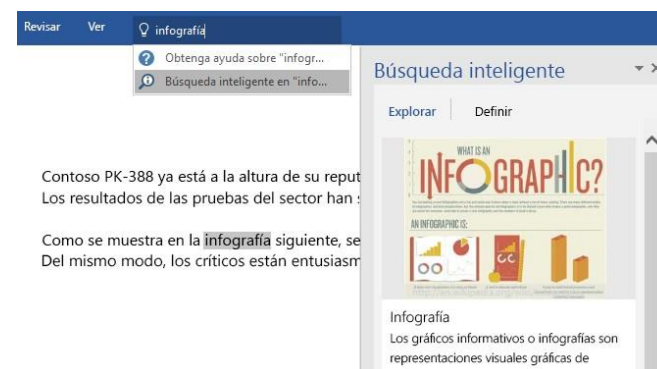 Revisar Ver infografía
Obtenga ayuda sobre "infogr...
Búsqueda inteligente en "info...
Búsqueda inteligente
Explorar Definir
WHAT IS AN
INFOGRAPHIC?
AN INFOGRAPHIC IS:
Infografía
Los gráficos informativos o infografías son
representaciones visuales gráficas de
Contoso PK-388 ya está a la altura de su reput
Los resultados de las pruebas del sector han
Como se muestra en la infografía siguiente, se
Del mismo modo, los críticos están entusiasm